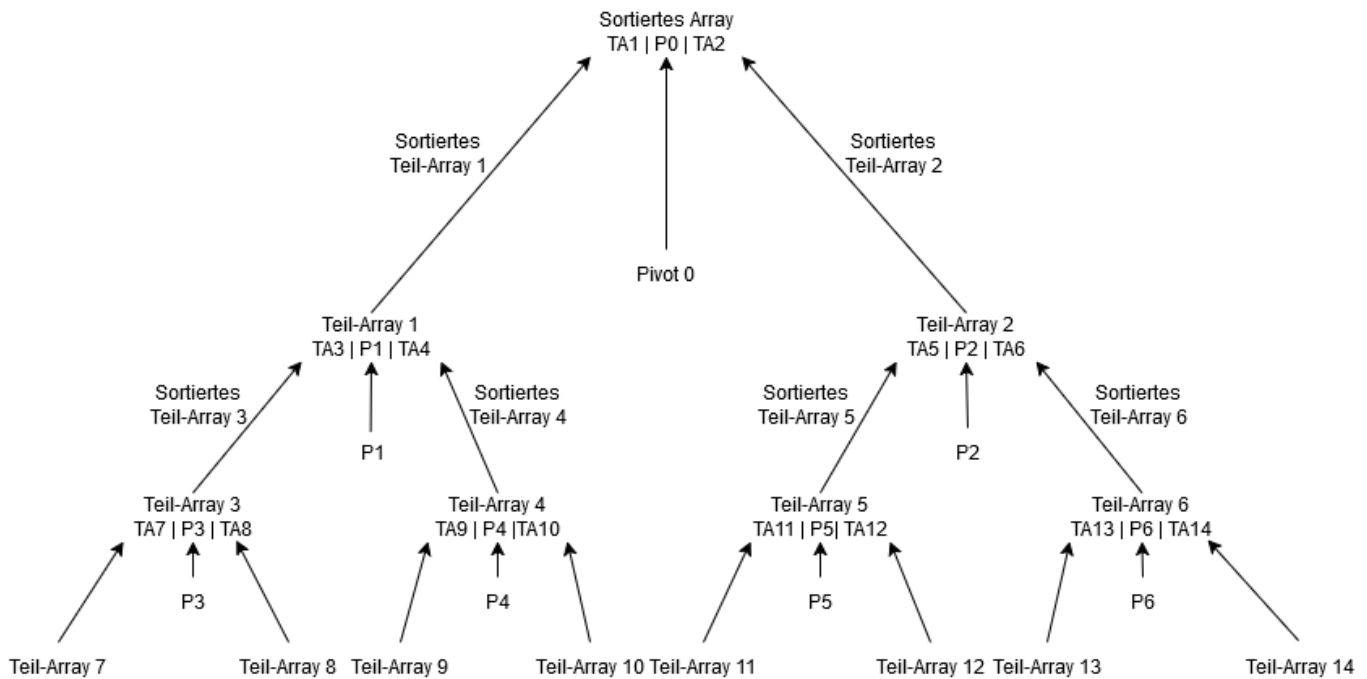 Sortiertes Array
TA1 | P0 | TA2
Sortiertes
Teil-Array 1
Sortiertes
Teil-Array 2
Pivot 0
Teil-Array 1
TA3 | P1 | TA4
Teil-Array 2
TA5 | P2 | TA6
Sortiertes
Teil-Array 3
Sortiertes
Teil-Array 4
Sortiertes
Teil-Array 5
Sortiertes
Teil-Array 6
P1
P2
Teil-Array 3
TA7 | P3 | TA8
Teil-Array 4
TA9 | P4 |TA10
Teil-Array 5
TA11 | P5| TA12
Teil-Array 6
TA13 | P6 | TA14
P3
P4
P5
P6
Teil-Array 7
Teil-Array 8
Teil-Array 9
Teil-Array 10
Teil-Array 11
Teil-Array 12
Teil-Array 13
Teil-Array 14